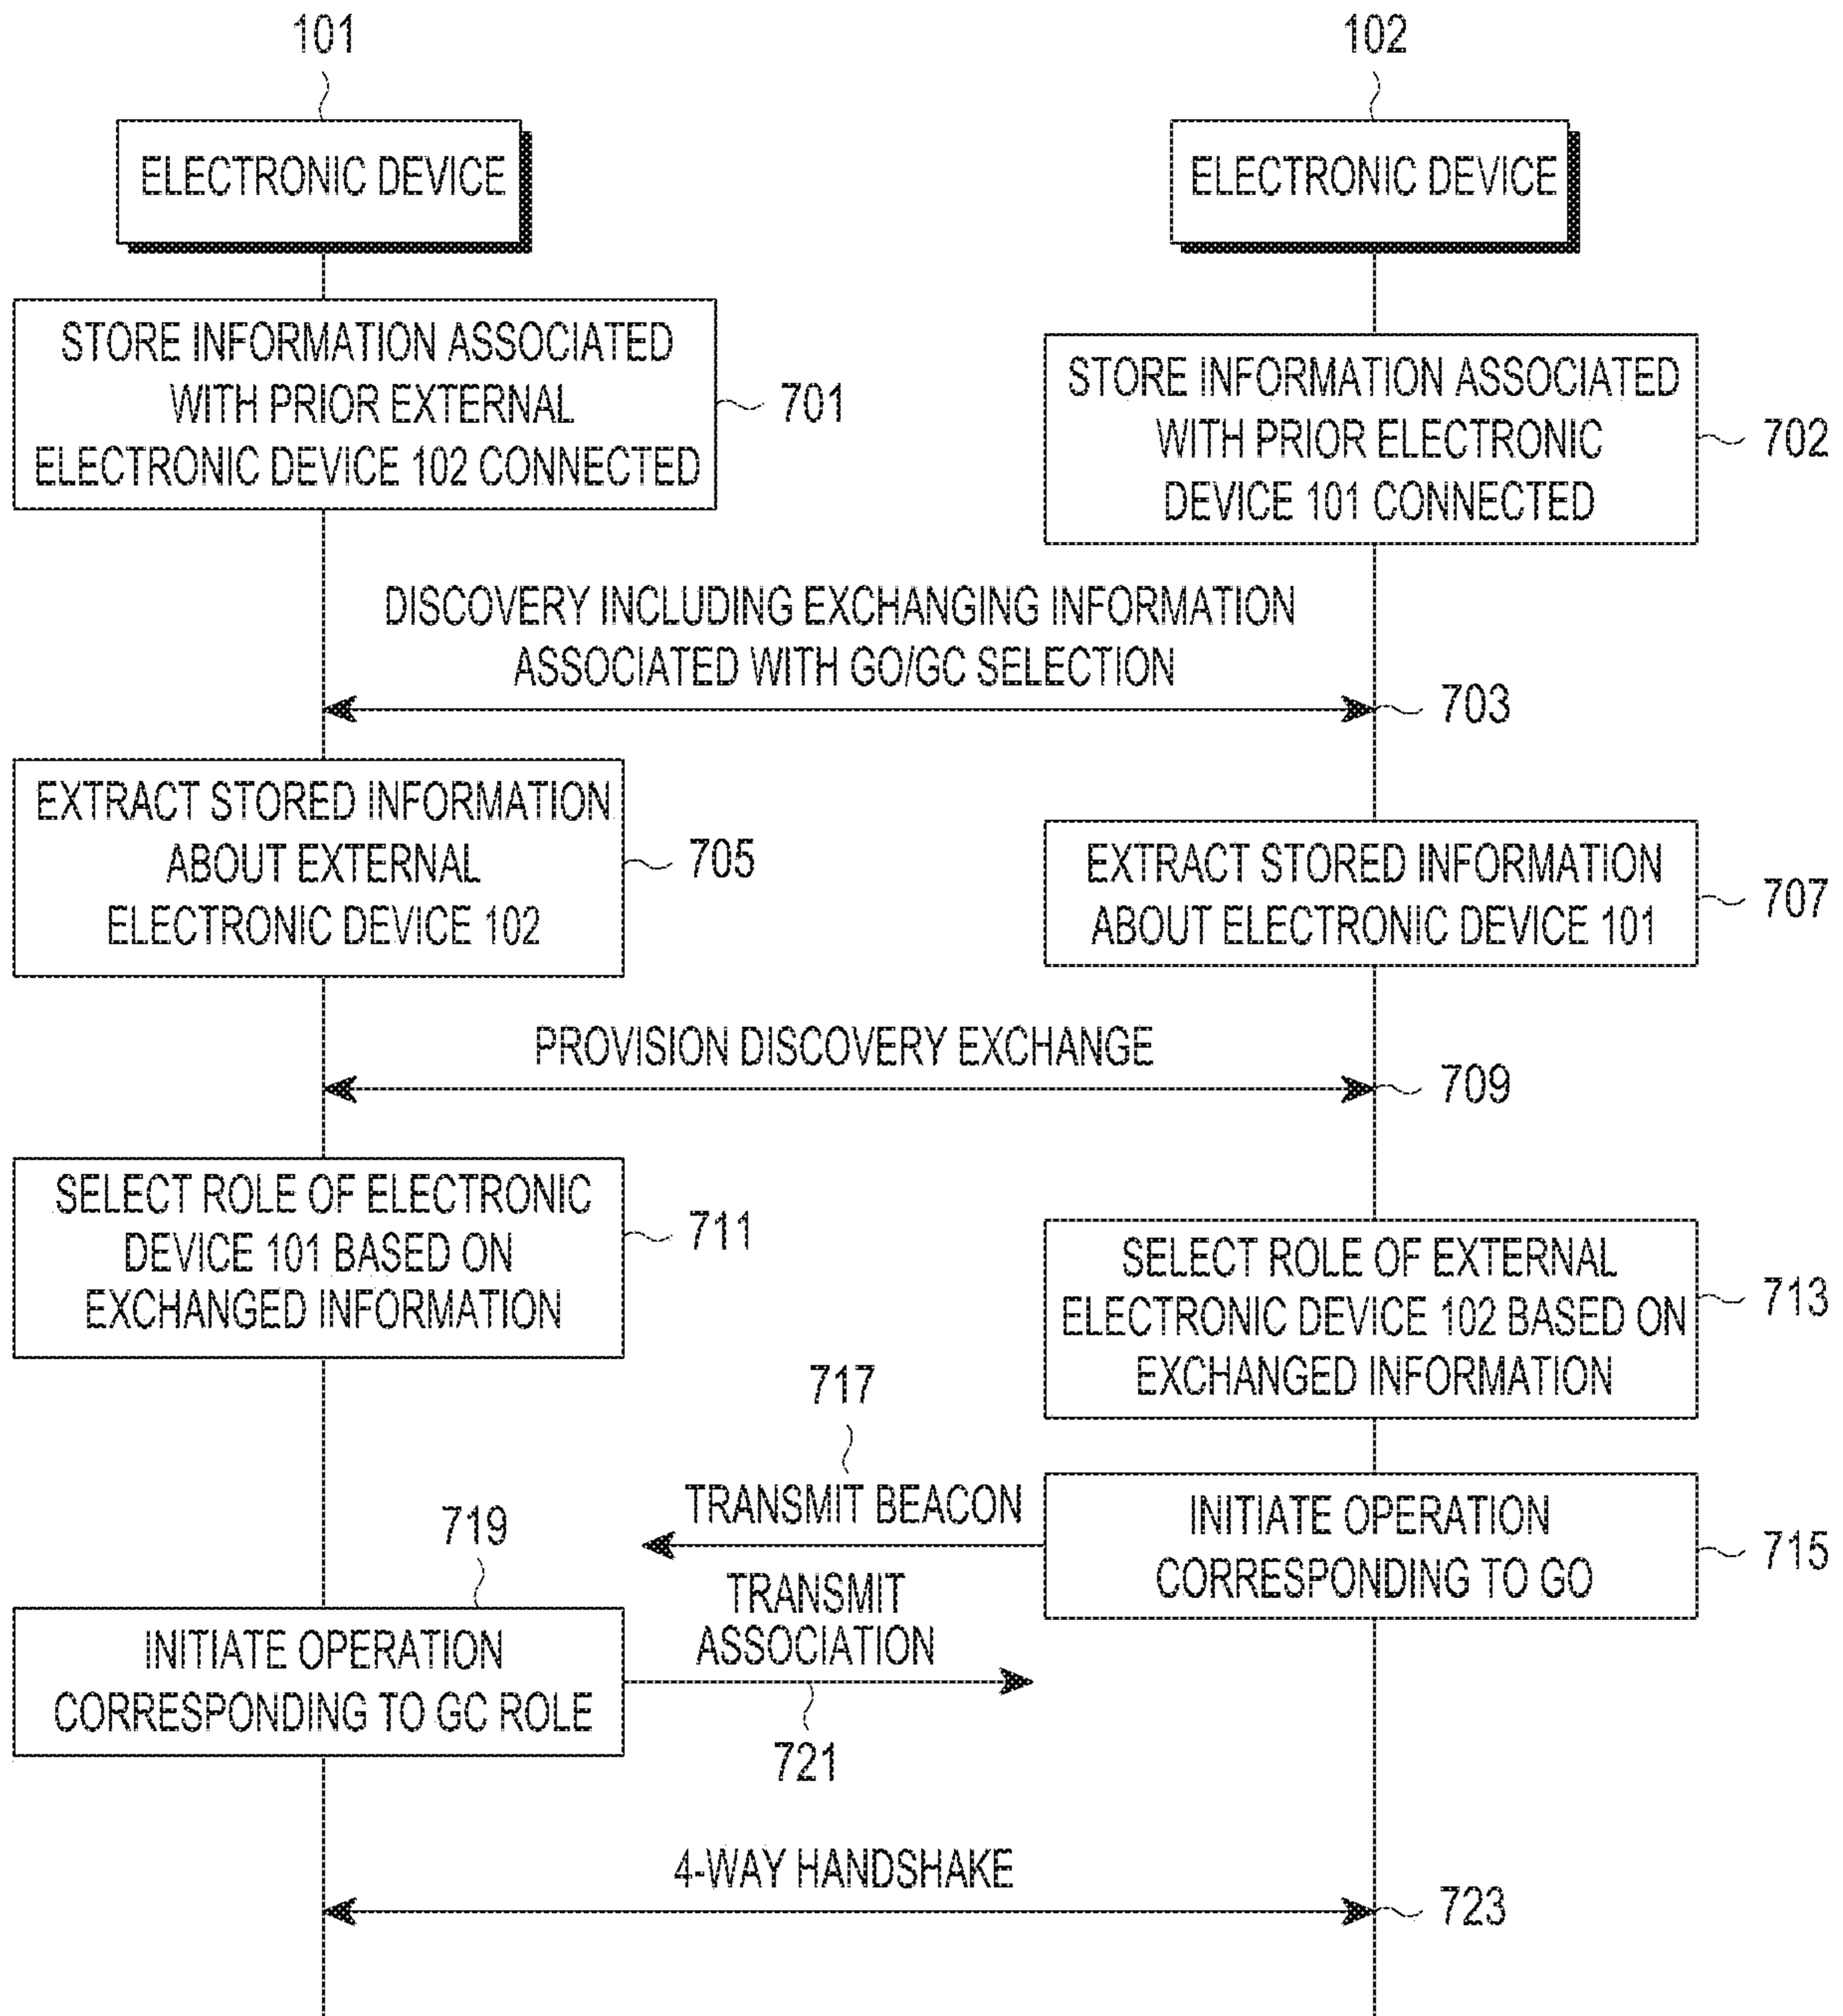 101
102
ELECTRONIC DEVICE
ELECTRONIC DEVICE
STORE INFORMATION ASSOCIATED
WITH PRIOR EXTERNAL
ELECTRONIC DEVICE 102 CONNECTED
701
STORE INFORMATION ASSOCIATED
WITH PRIOR ELECTRONIC
DEVICE 101 CONNECTED
702
DISCOVERY INCLUDING EXCHANGING INFORMATION
ASSOCIATED WITH GO/GC SELECTION
703
EXTRACT STORED INFORMATION
ABOUT EXTERNAL
ELECTRONIC DEVICE 102
705
EXTRACT STORED INFORMATION
ABOUT ELECTRONIC DEVICE 101
707
PROVISION DISCOVERY EXCHANGE
709
SELECT ROLE OF ELECTRONIC
DEVICE 101 BASED ON
EXCHANGED INFORMATION
711
SELECT ROLE OF EXTERNAL
ELECTRONIC DEVICE 102 BASED ON
EXCHANGED INFORMATION
713
717
TRANSMIT BEACON
INITIATE OPERATION
CORRESPONDING TO GO
715
719
INITIATE OPERATION
CORRESPONDING TO GC ROLE
TRANSMIT
ASSOCIATION
721
4-WAY HANDSHAKE
723